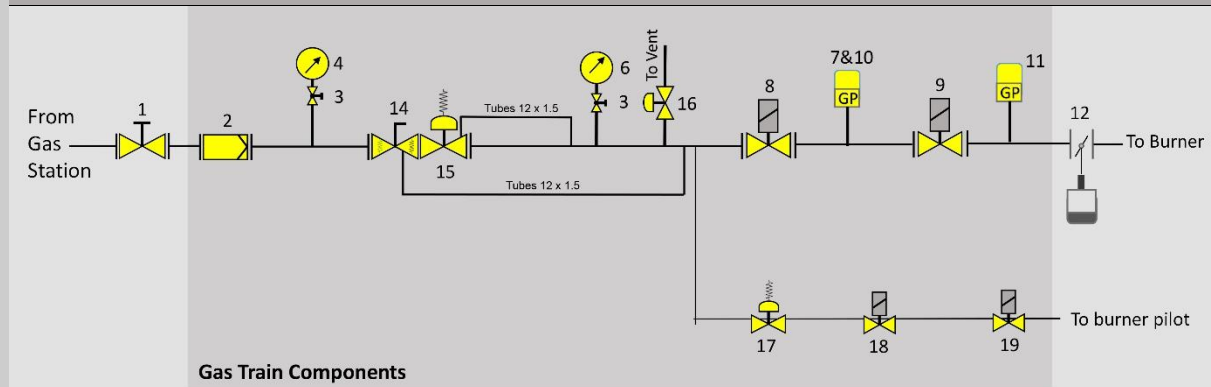 To Vent
4
6
7&10
8
9
11
1
2
3
3
14
16
12
GP
GP
From
Gas
Station
Tubes 12 x 1.5
15
To Burner
Tubes 12 x 1.5
17
18
19
To burner pilot
Gas Train Components